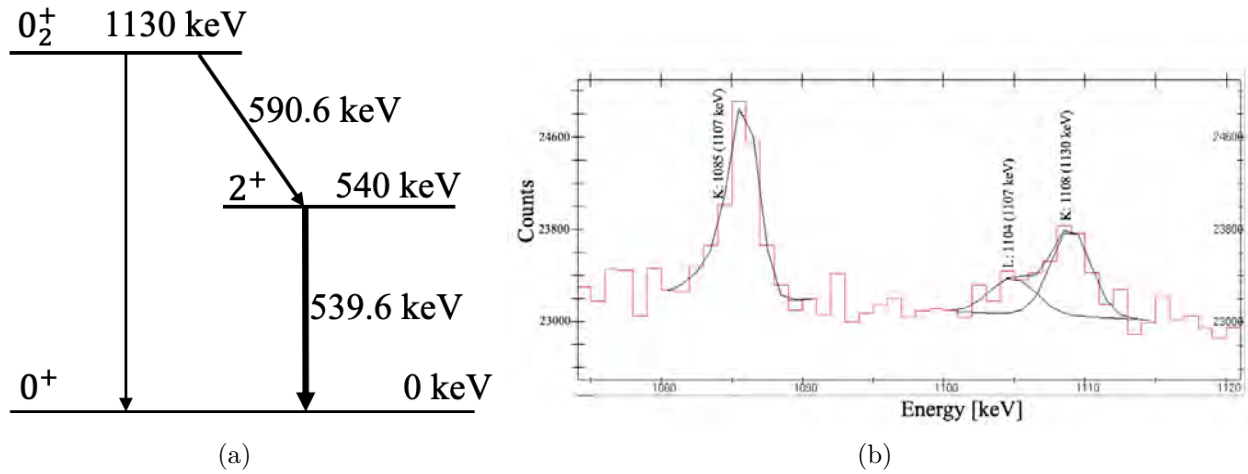 0₂⁺ 1130 keV
590.6 keV
2⁺ 540 keV
539.6 keV
0⁺ 0 keV
(a)
Counts
24600
23800
23000
K: 1085 (1107 keV)
L: 1104 (1107 keV)
K: 1108 (1130 keV)
24600
23800
23000
1080 1090 1100 1110 1120
Energy [keV]
(b)